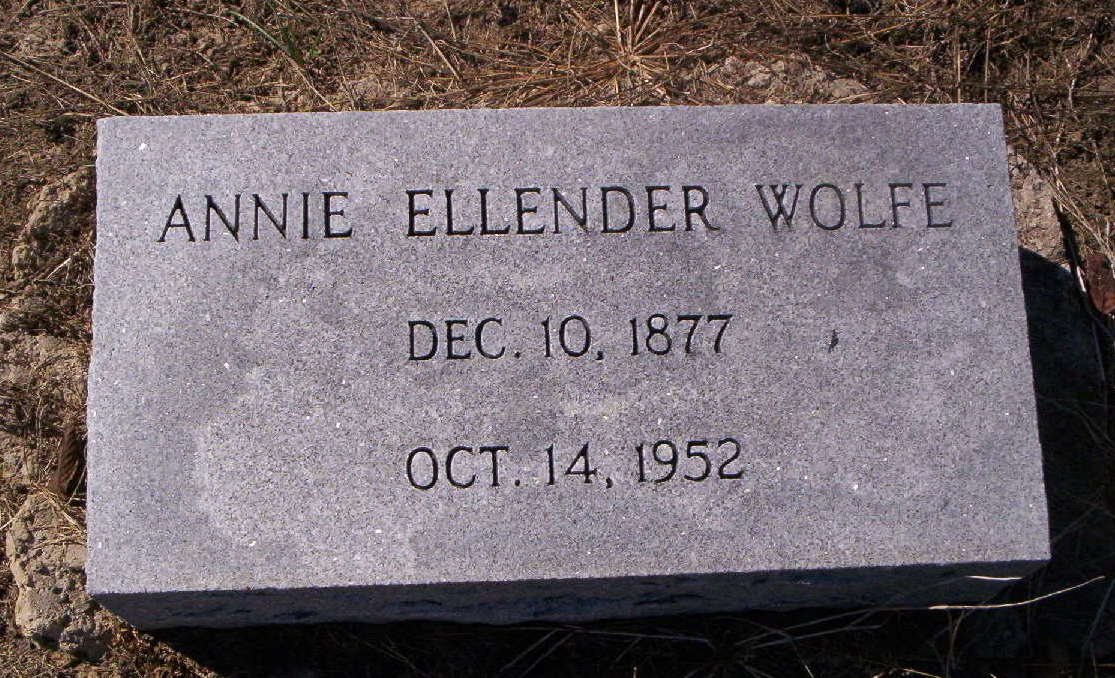 ANNIE ELLENDER WOLFE
DEC. 10, 1877
OCT. 14, 1952